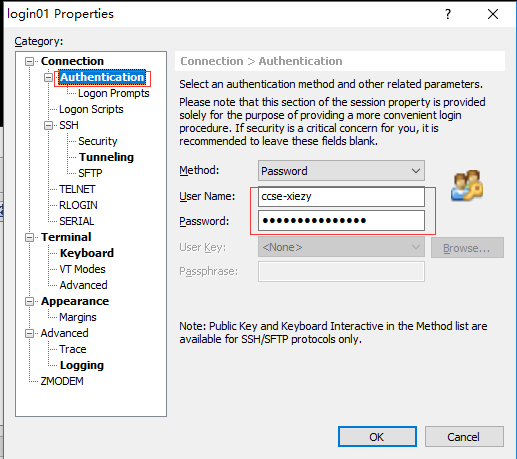 login01 Properties
Category:
Connection
Authentication
Logon Prompts
Logon Scripts
SSH
Security
Tunneling
SFTP
TELNET
RLOGIN
SERIAL
Terminal
Keyboard
VT Modes
Advanced
Appearance
Margins
Advanced
Trace
Logging
ZMODEM
Connection > Authentication
Select an authentication method and other related parameters.
Please note that this section of the session property is provided
solely for the purpose of providing a more convenient login
procedure. If security is a critical concern for you, it is
recommended to leave these fields blank.
Method: Password
User Name: ccse-xiezy
Password: ●●●●●●●●●●●●●●●
User Key: <None> Browse...
Passphrase:
Note: Public Key and Keyboard Interactive in the Method list are
available for SSH/SFTP protocols only.
OK Cancel